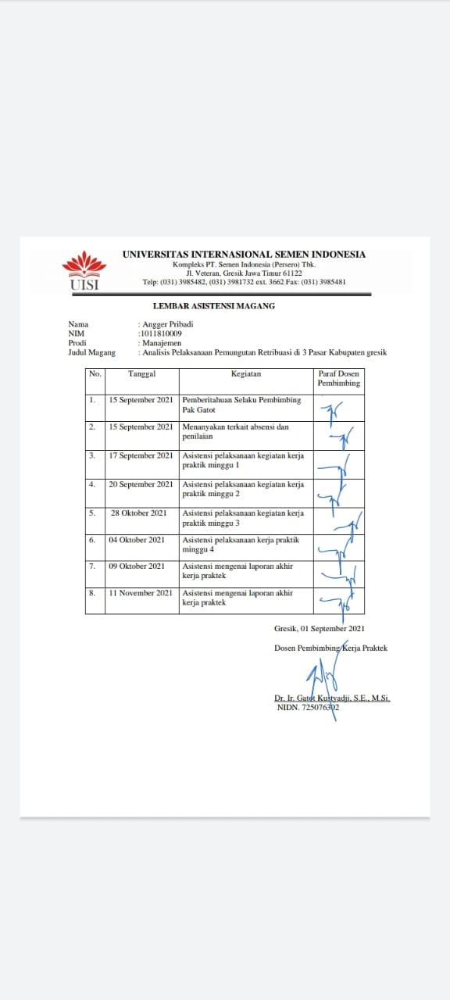 UNIVERSITAS INTERNASIONAL SEMEN INDONESIA
Kompleks PT. Semen Indonesia (Persero) Tbk.
Jl. Veteran, Gresik Jawa Timur 61122
Telp: (031) 3985482, (031) 3981732 ext. 3662 Fax: (031) 3985481
UISI
LEMBAR ASISTENSI MAGANG
Nama : Angger Pribadi
NIM :1011810009
Prodi : Manajemen
Judul Magang : Analisis Pelaksanaan Pemungutan Retribuasi di 3 Pasar Kabupaten gresik
No. Tanggal Kegiatan Paraf Dosen
Pembimbing
1. 15 September 2021 Pemberitahuan Selaku Pembimbing
Pak Gatot
2. 15 September 2021 Menanyakan terkait absensi dan
penilaian
3. 17 September 2021 Asistensi pelaksanaan kegiatan kerja
praktik minggu 1
4. 20 September 2021 Asistensi pelaksanaan kegiatan kerja
praktik minggu 2
5. 28 Oktober 2021 Asistensi pelaksanaan kegiatan kerja
praktik minggu 3
6. 04 Oktober 2021 Asistensi pelaksanaan kerja praktik
minggu 4
7. 09 Oktober 2021 Asistensi mengenai laporan akhir
kerja praktek
8. 11 November 2021 Asistensi mengenai laporan akhir
kerja praktek
Gresik, 01 September 2021
Dosen Pembimbing Kerja Praktek
Dr. Ir. Gatot Kustyadji, S.E., M.Si.
NIDN. 725076302